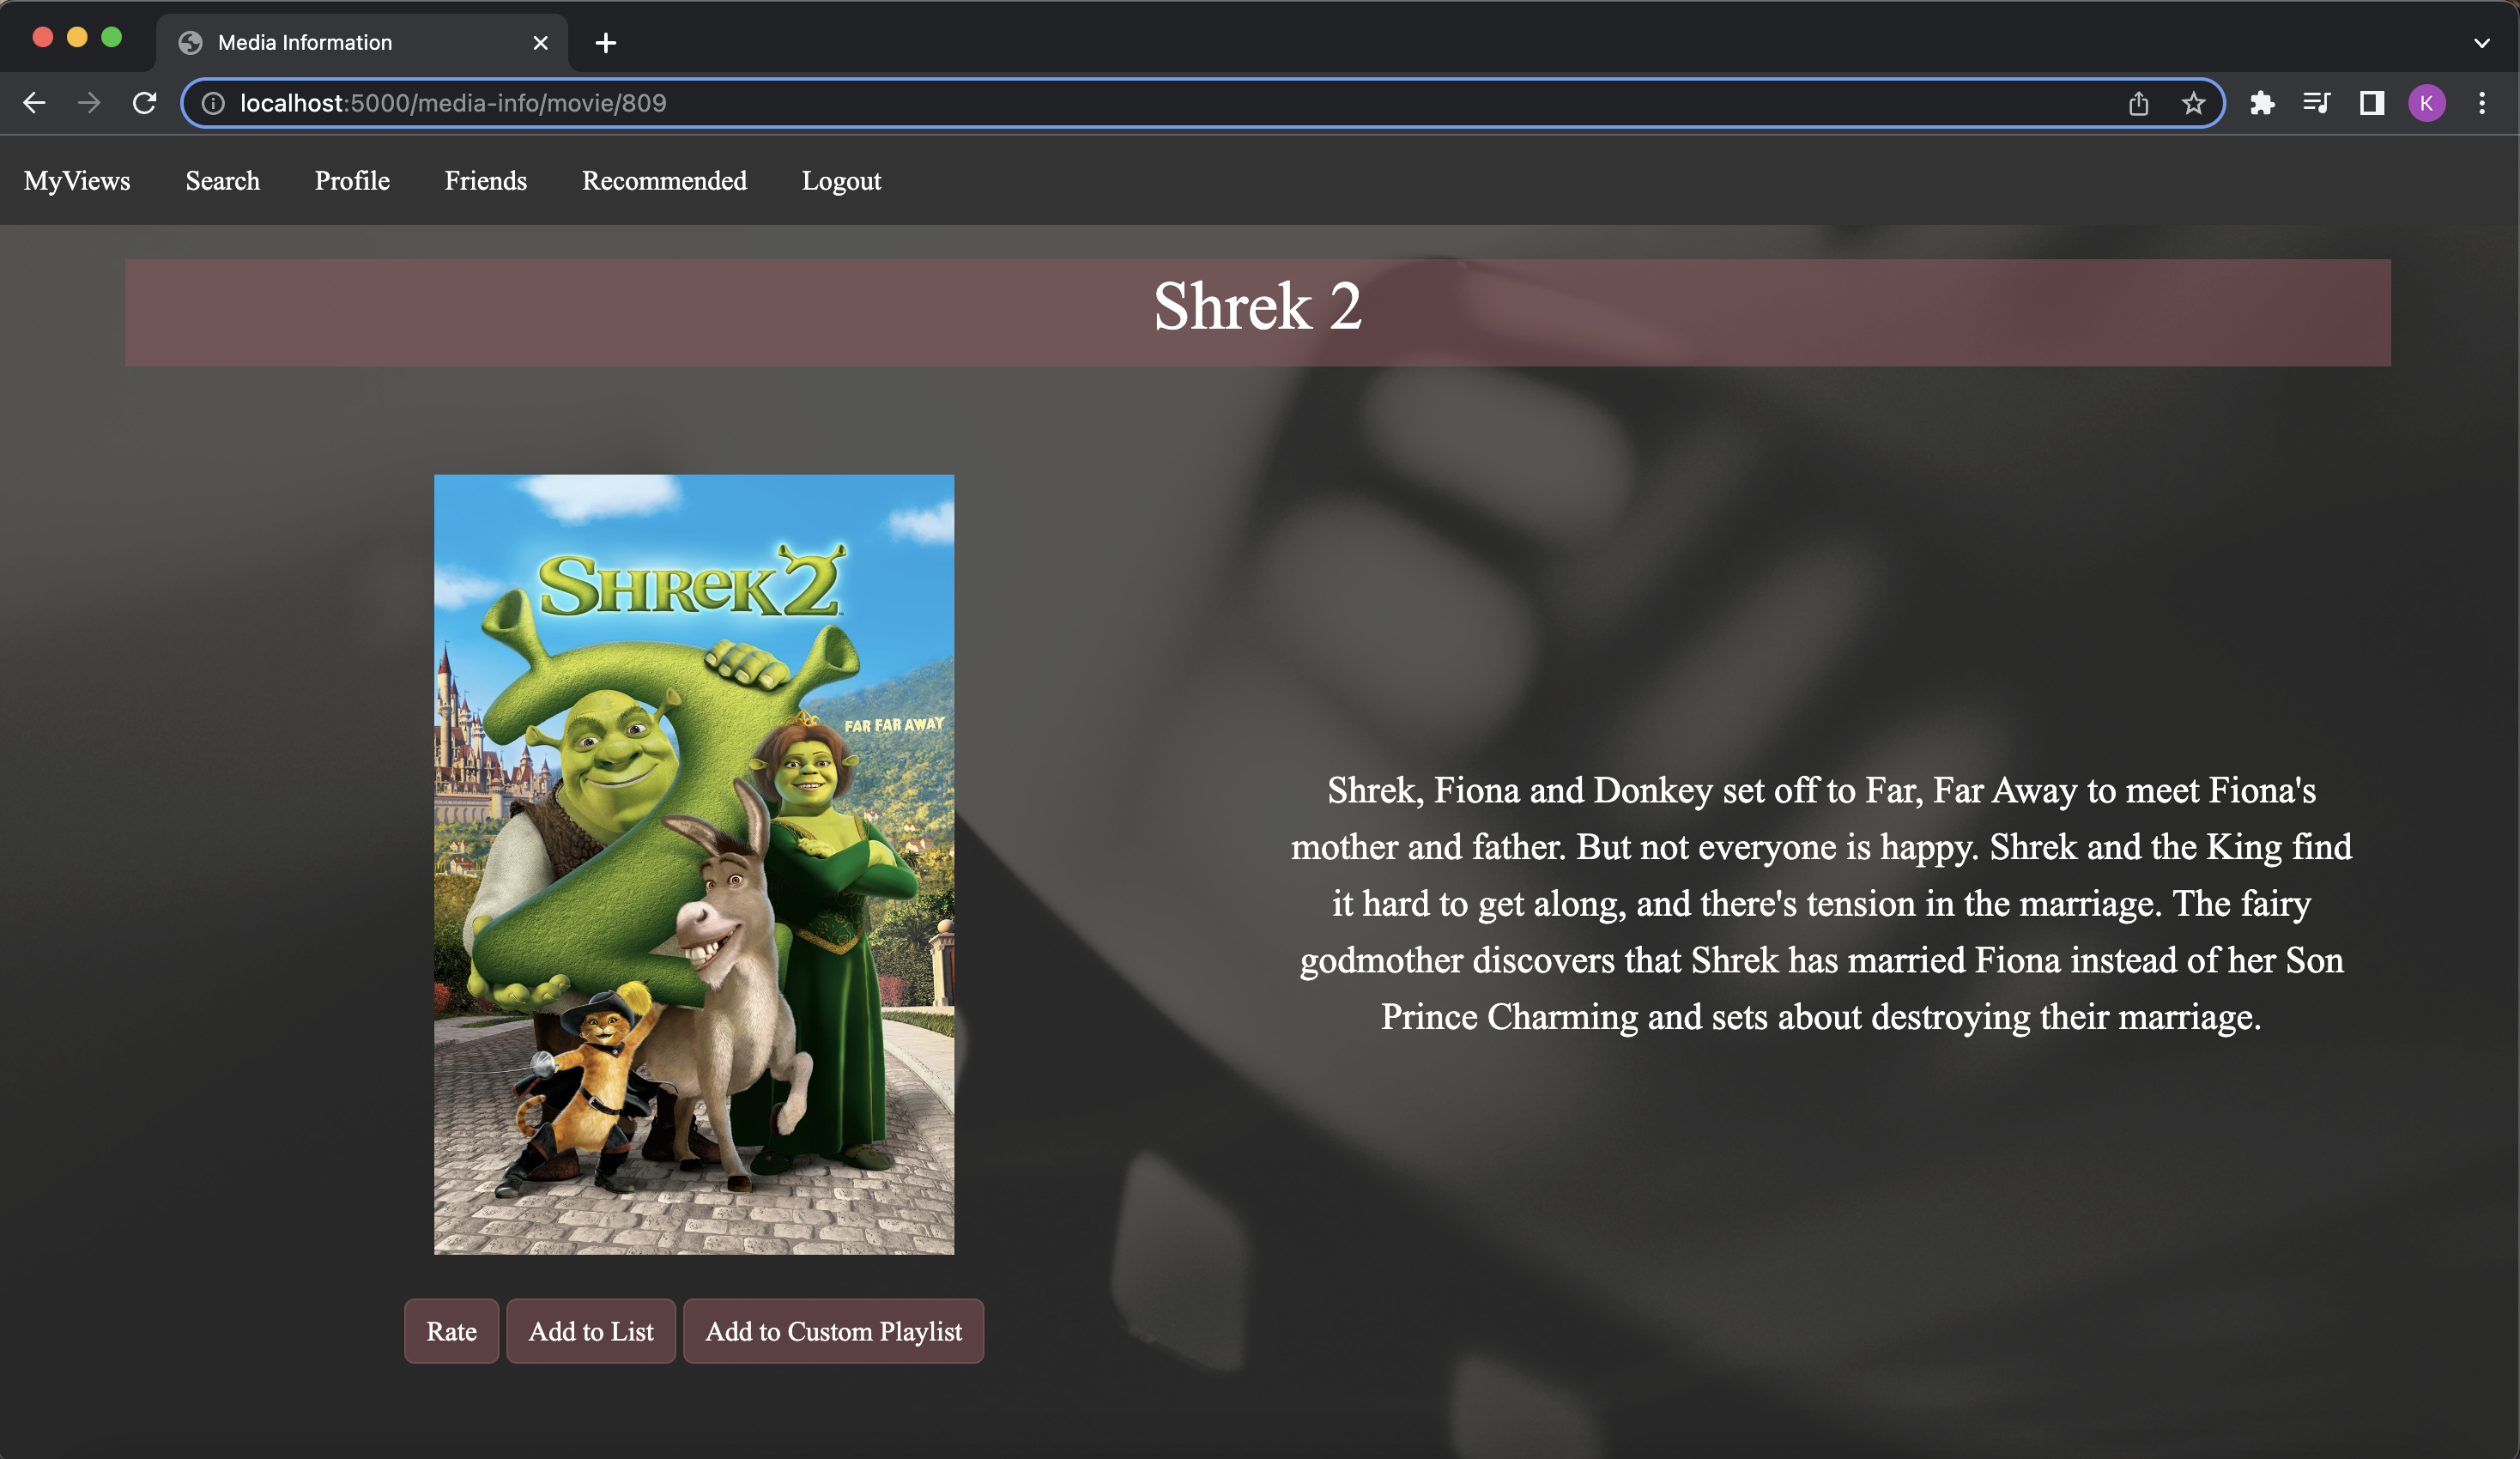 Media Information
localhost:5000/media-info/movie/809
K
MyViews Search Profile Friends Recommended Logout
Shrek 2
SHREK 2
FAR FAR AWAY
Shrek, Fiona and Donkey set off to Far, Far Away to meet Fiona's
mother and father. But not everyone is happy. Shrek and the King find
it hard to get along, and there's tension in the marriage. The fairy
godmother discovers that Shrek has married Fiona instead of her Son
Prince Charming and sets about destroying their marriage.
Rate Add to List Add to Custom Playlist